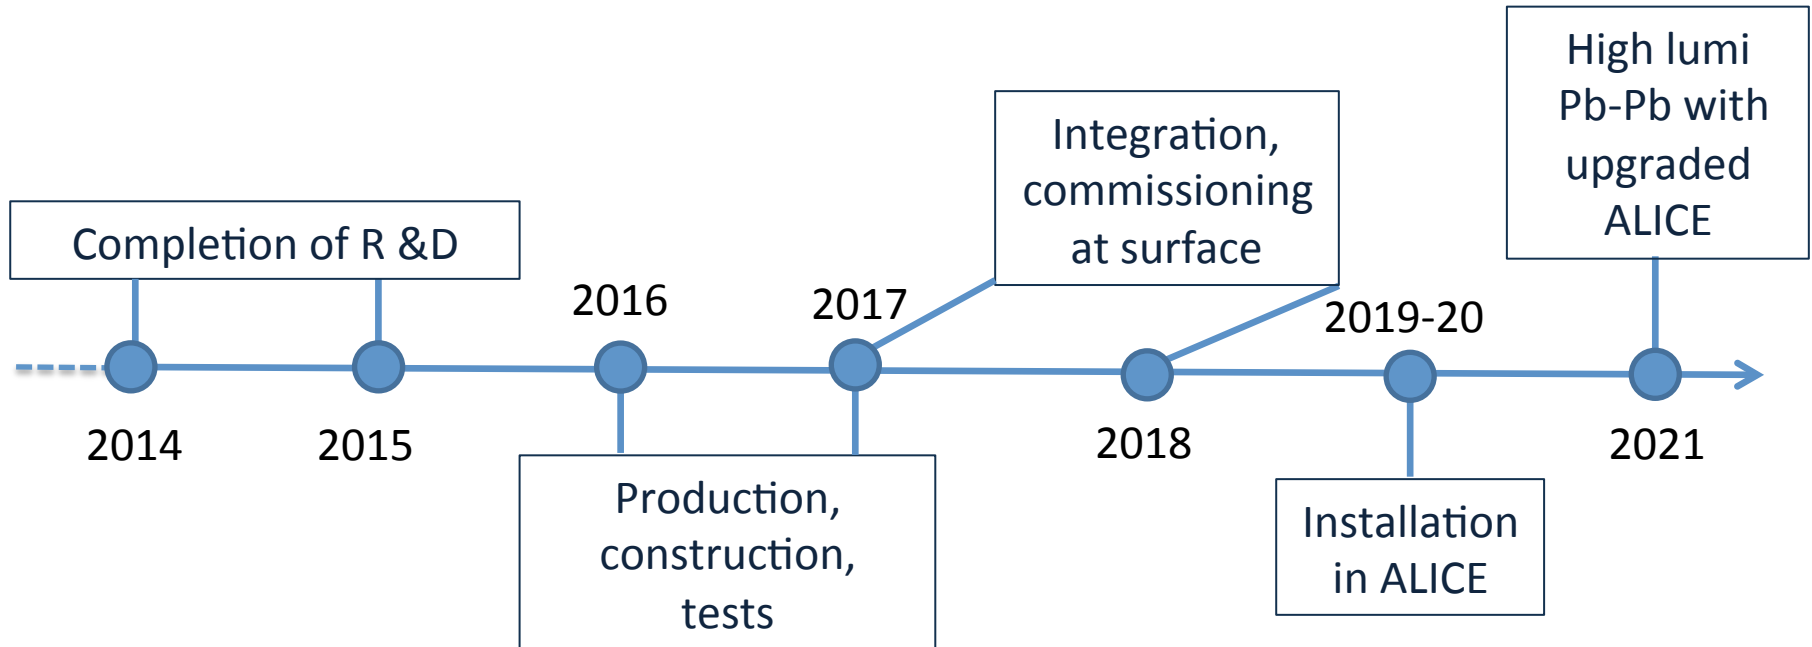 High lumi
Pb-Pb with
upgraded
ALICE
Integration,
commissioning
at surface
Completion of R &D
2016
2017
2019-20
2014
2015
2018
2021
Production,
construction,
tests
Installation
in ALICE